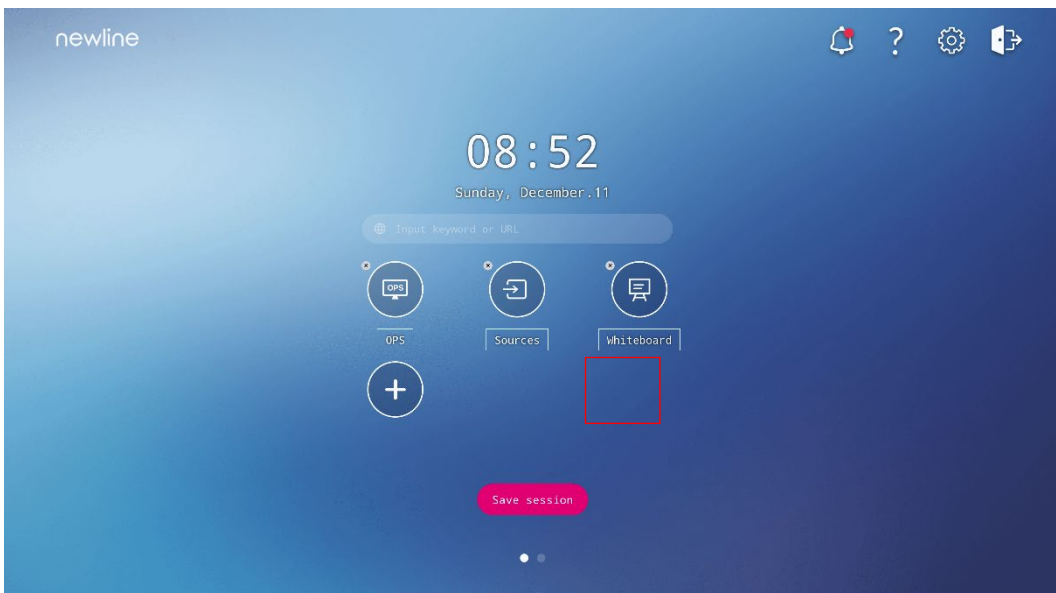 newline
?
08:52
Sunday, December.11
Input keyword or URL
OPS
OPS
Sources
Whiteboard
Save session